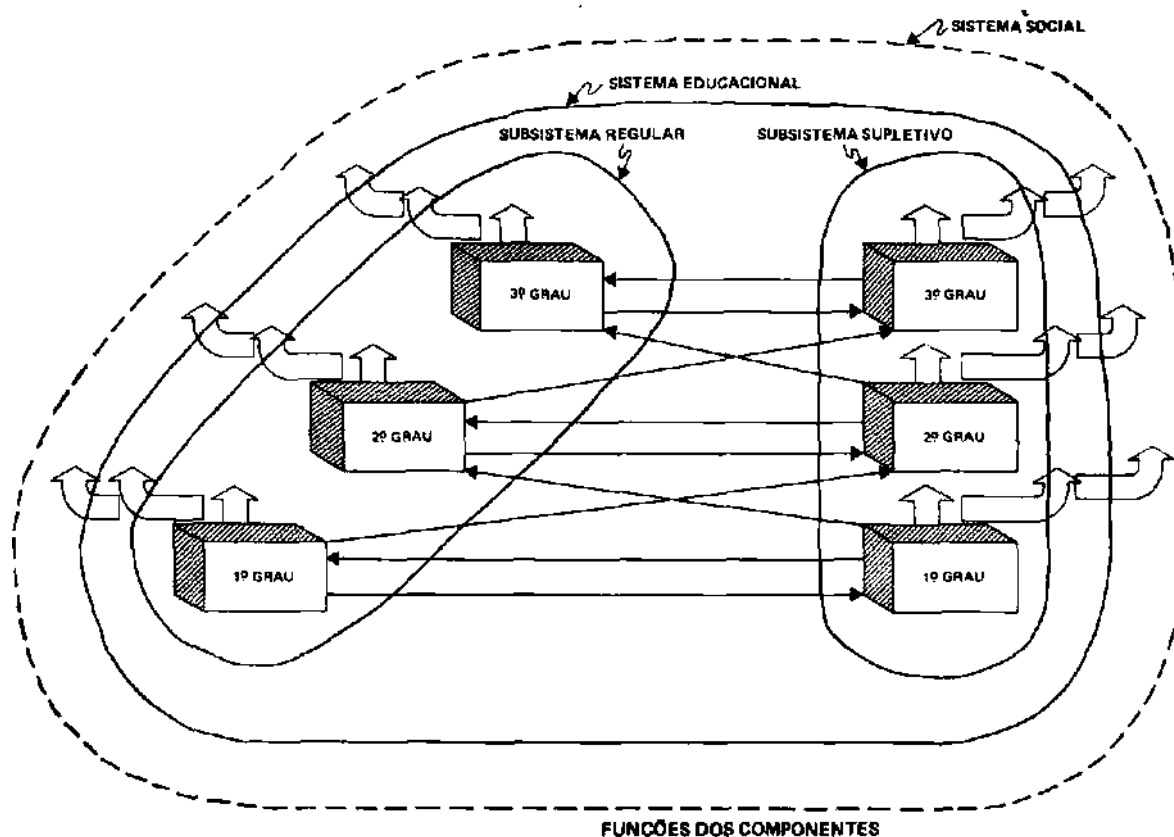 SISTEMA SOCIAL
SISTEMA EDUCACIONAL
SUBSISTEMA REGULAR
SUBSISTEMA SUPLETIVO
3º GRAU
3º GRAU
2º GRAU
2º GRAU
1º GRAU
1º GRAU
FUNCÕES DOS COMPONENTES